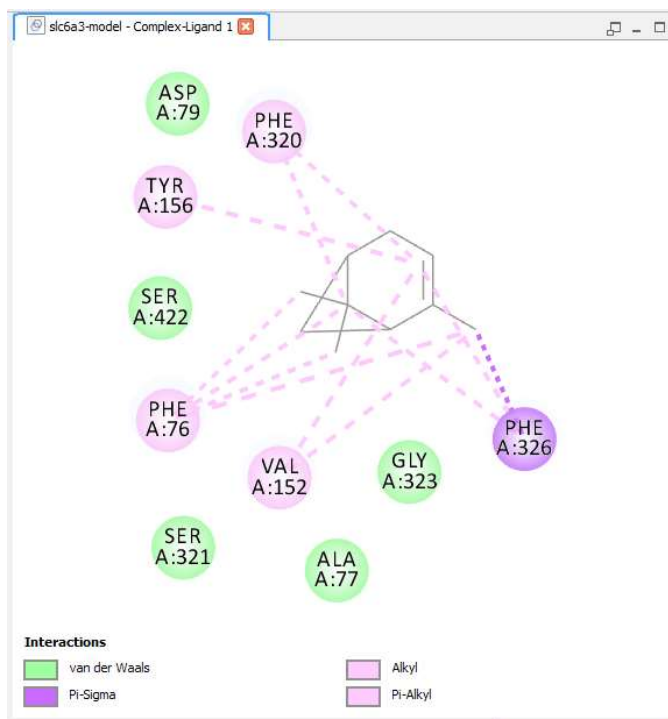 slc6a3-model - Complex-Ligand 1
ASP
A:79
PHE
A:320
TYR
A:156
SER
A:422
PHE
A:76
VAL
A:152
GLY
A:323
PHE
A:326
SER
A:321
ALA
A:77
Interactions
van der Waals
Alkyl
Pi-Sigma
Pi-Alkyl